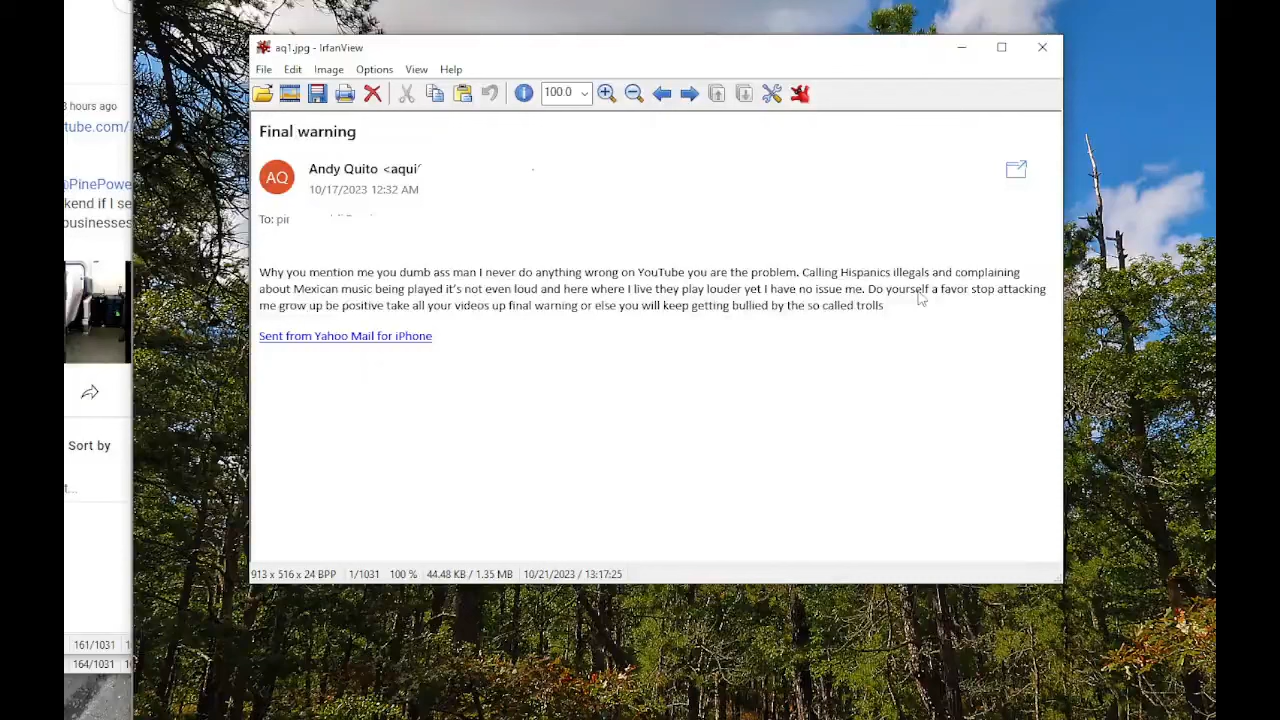 aq1.jpg - IrfanView
File Edit Image Options View Help
100.0
3 hours ago
tube.com/
@PinePowe
kend if I se
businesses
Sort by
161/1031
164/1031
Final warning
AQ
Andy Quito <aqui
10/17/2023 12:32 AM
To: pir
Why you mention me you dumb ass man I never do anything wrong on YouTube you are the problem. Calling Hispanics illegals and complaining
about Mexican music being played it's not even loud and here where I live they play louder yet I have no issue me. Do yourself a favor stop attacking
me grow up be positive take all your videos up final warning or else you will keep getting bullied by the so called trolls
Sent from Yahoo Mail for iPhone
913 x 516 x 24 BPP 1/1031 100 % 44.48 KB / 1.35 MB 10/21/2023 / 13:17:25